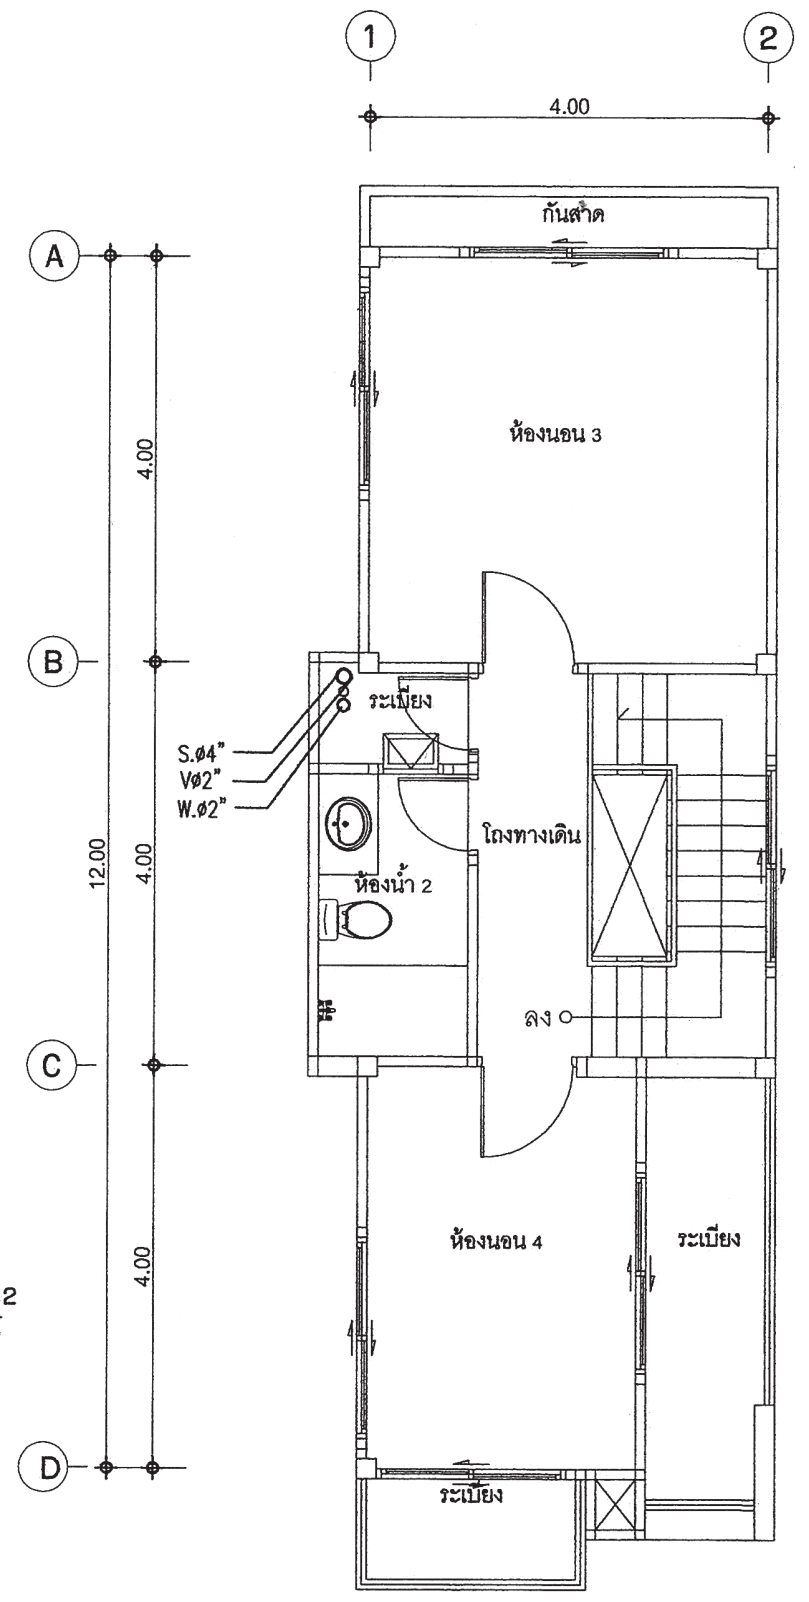 1
2
4.00
กันสาด
A
ห้องนอน 3
4.00
B
ระเบียง
S.ø4"
Vø2"
W.ø2"
โถงทางเดิน
12.00
4.00
ห้องน้ำ 2
ลง
C
ห้องนอน 4
ระเบียง
4.00
2
D
ระเบียง